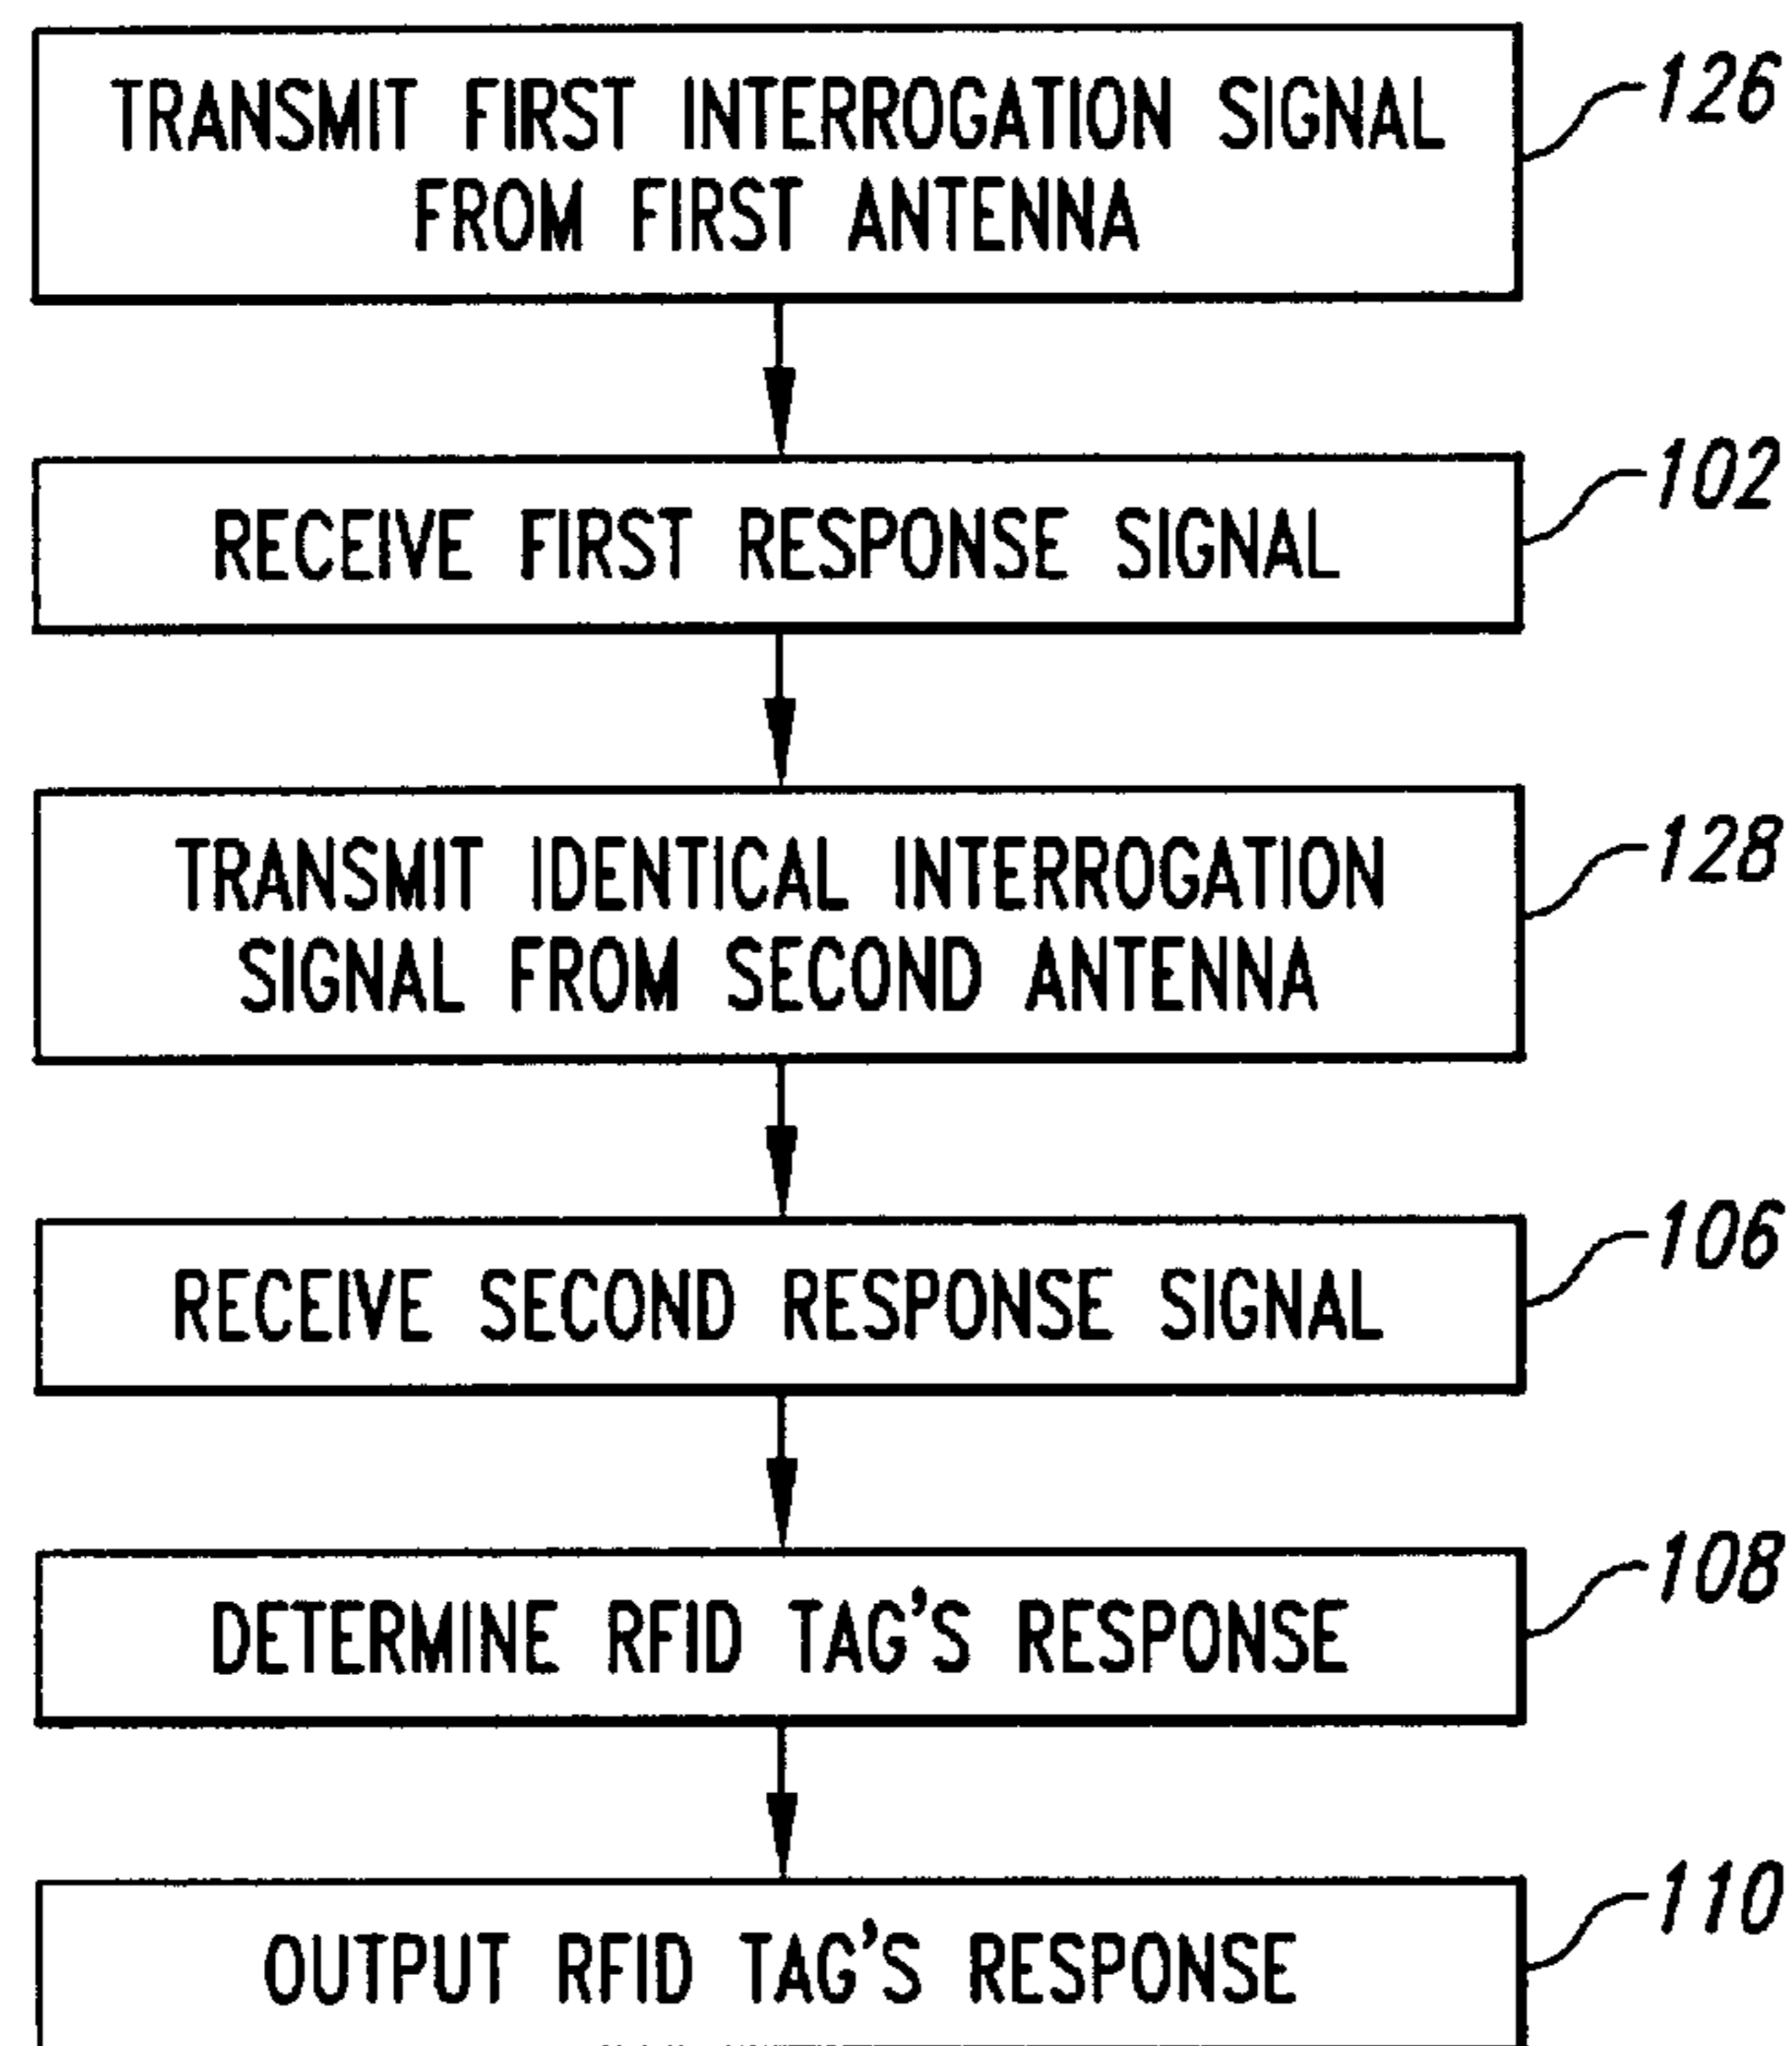 TRANSMIT FIRST INTERROGATION SIGNAL
FROM FIRST ANTENNA
126
RECEIVE FIRST RESPONSE SIGNAL
102
TRANSMIT IDENTICAL INTERROGATION
SIGNAL FROM SECOND ANTENNA
128
RECEIVE SECOND RESPONSE SIGNAL
106
DETERMINE RFID TAG'S RESPONSE
108
OUTPUT RFID TAG'S RESPONSE
110